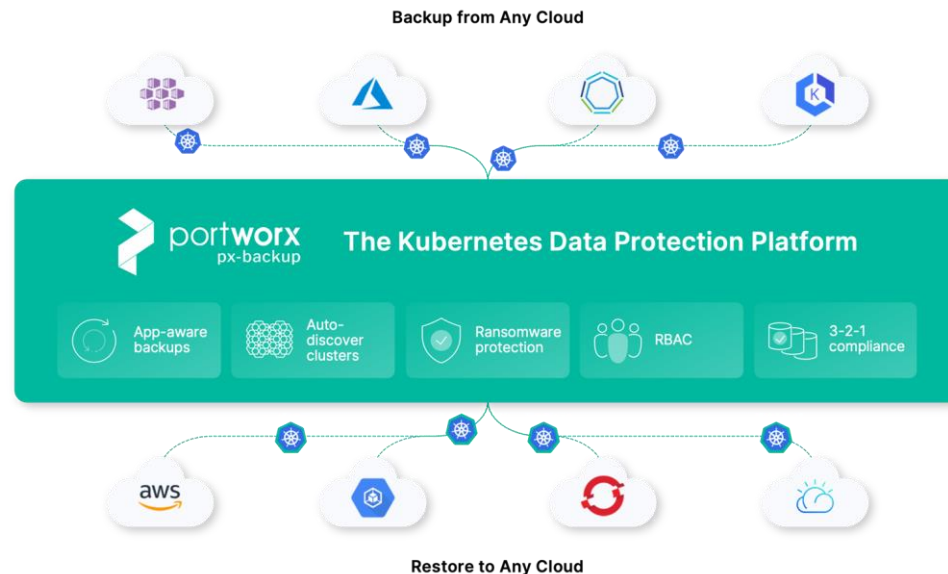 Backup from Any Cloud
K
portworx
px-backup
The Kubernetes Data Protection Platform
App-aware
backups
Auto-
discover
clusters
Ransomware
protection
RBAC
3-2-1
compliance
aws
Restore to Any Cloud